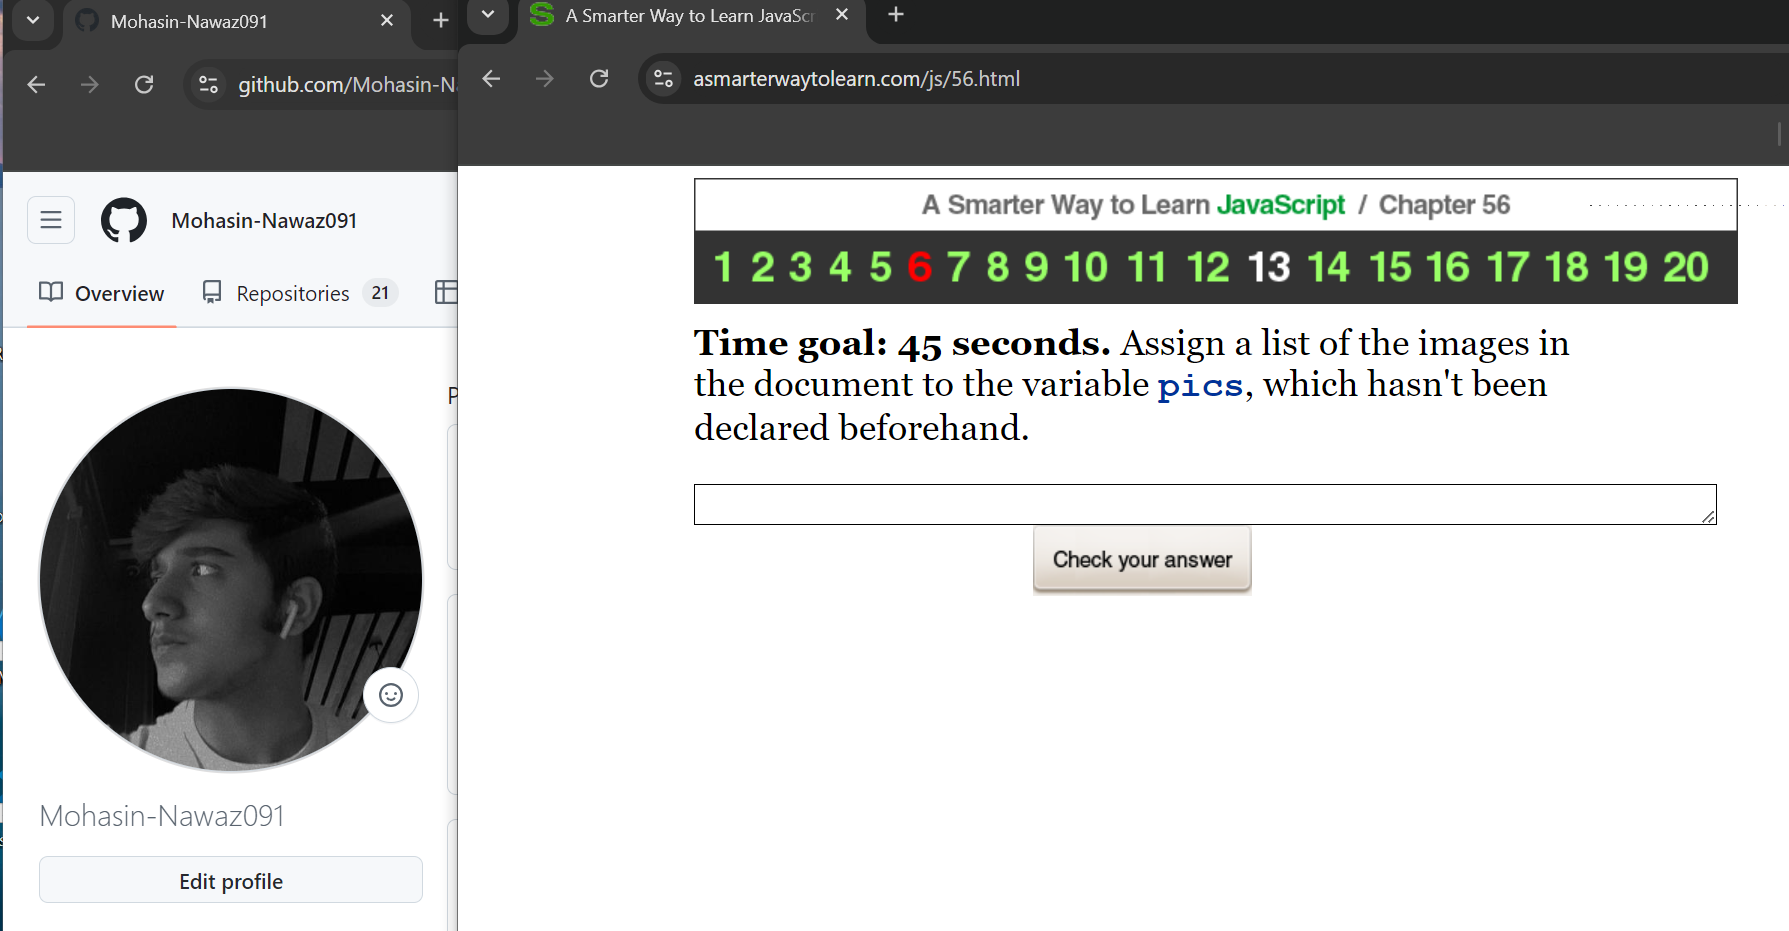 Mohasin-Nawaz091
A Smarter Way to Learn JavaScr
github.com/Mohasin-Na
asmarterwaytolearn.com/js/56.html
Mohasin-Nawaz091
Overview
Repositories 21
P
Mohasin-Nawaz091
Edit profile
A Smarter Way to Learn JavaScript / Chapter 56
1 2 3 4 5 6 7 8 9 10 11 12 13 14 15 16 17 18 19 20
Time goal: 45 seconds. Assign a list of the images in
the document to the variable pics, which hasn't been
declared beforehand.
Check your answer